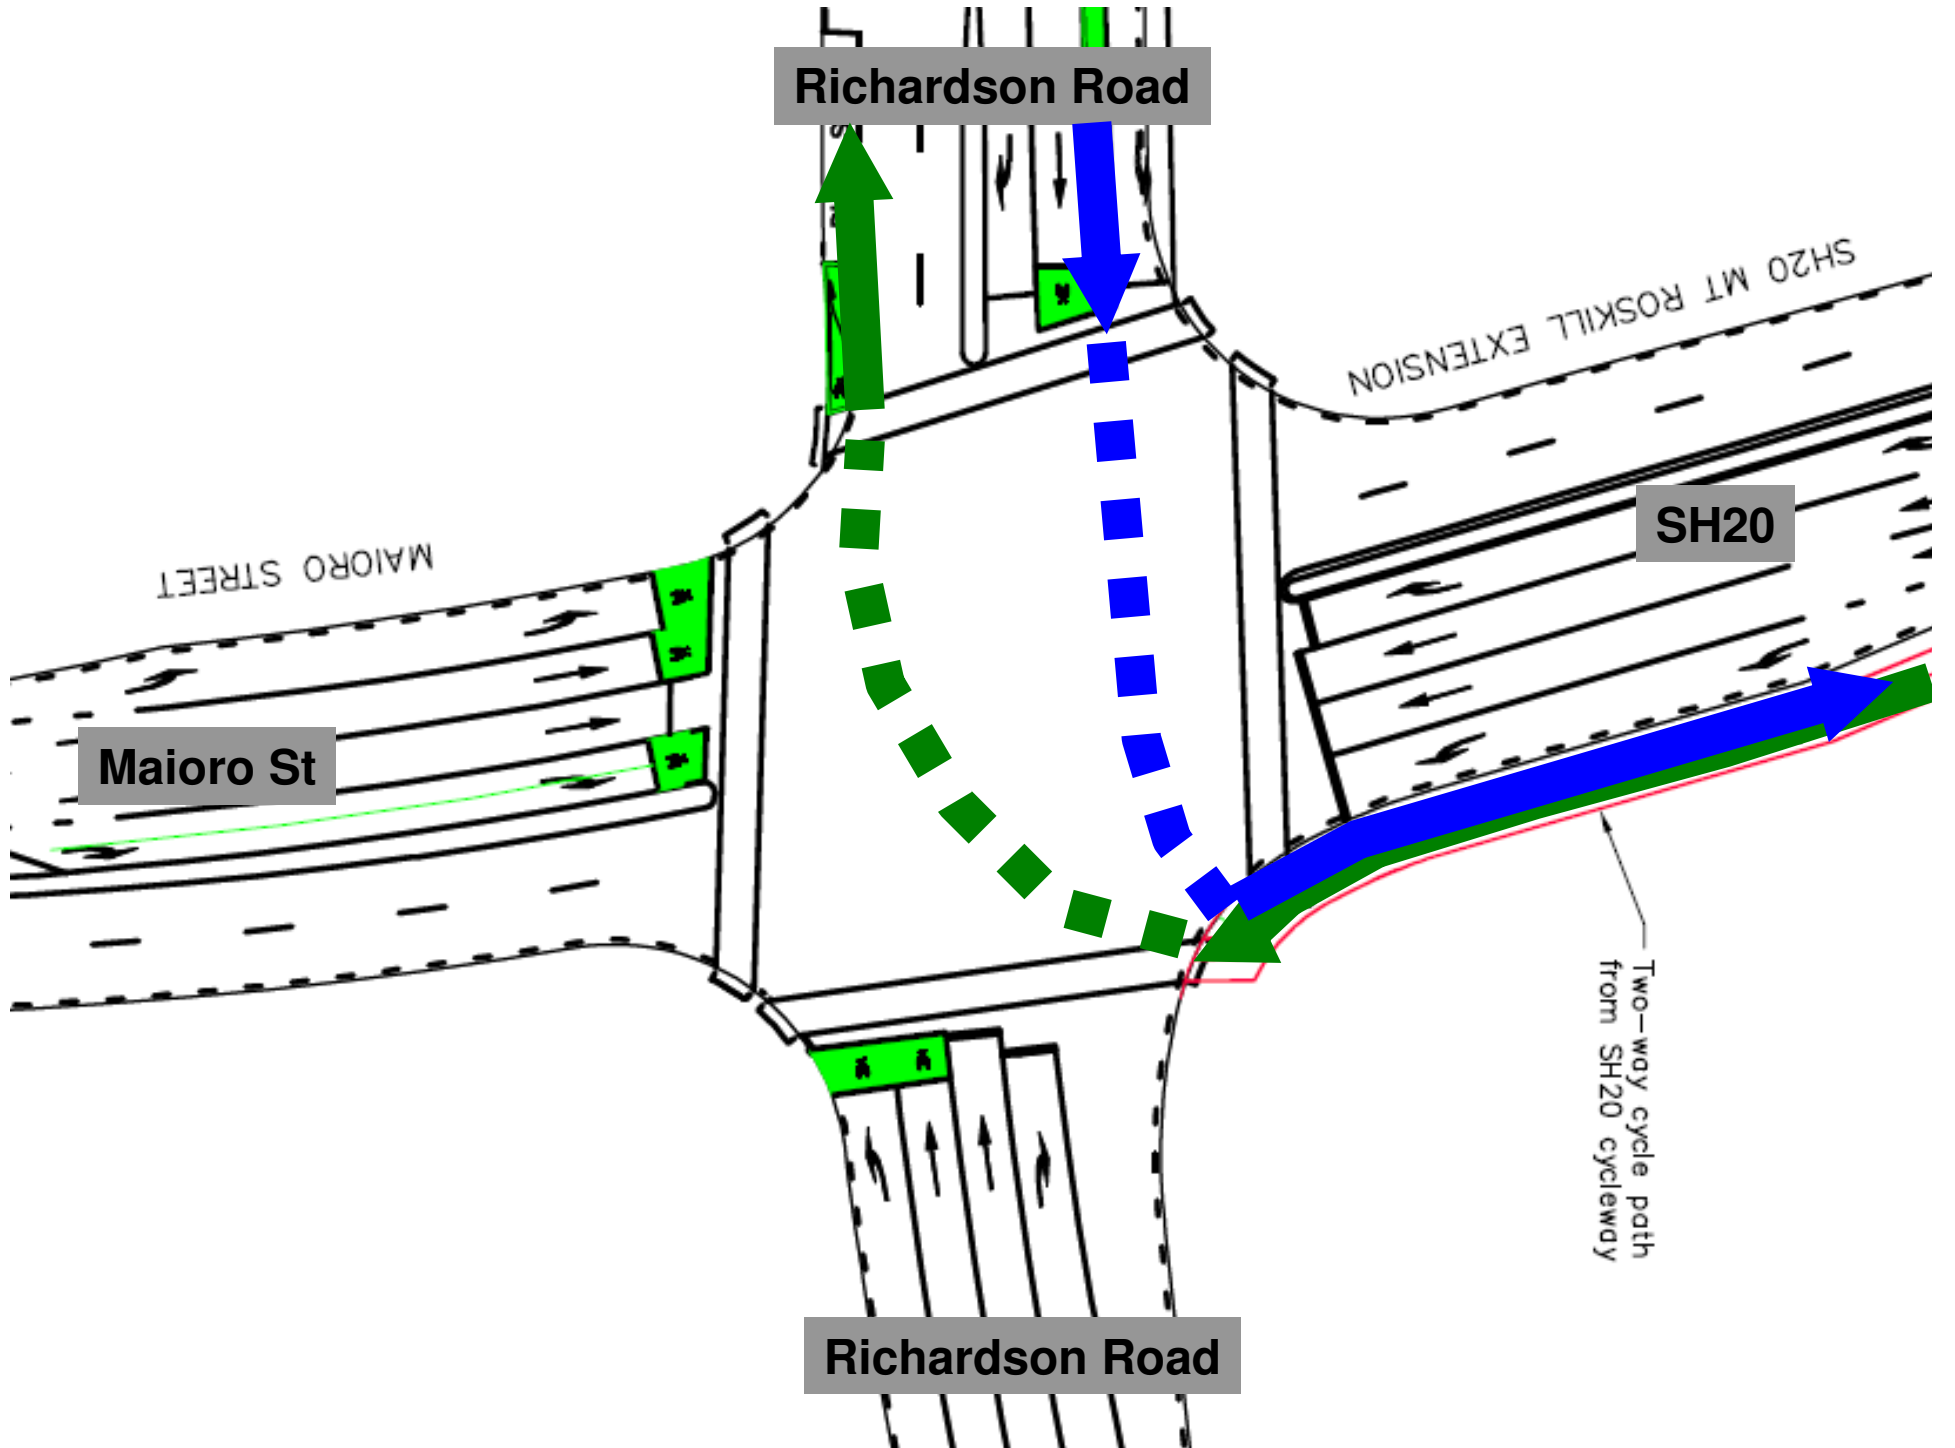 Richardson Road
SH20 MT ROSKILL EXTENSION
SH20
MAIORO STREET
Maioro St
Two-way cycle path
from SH20 cycleway
Richardson Road